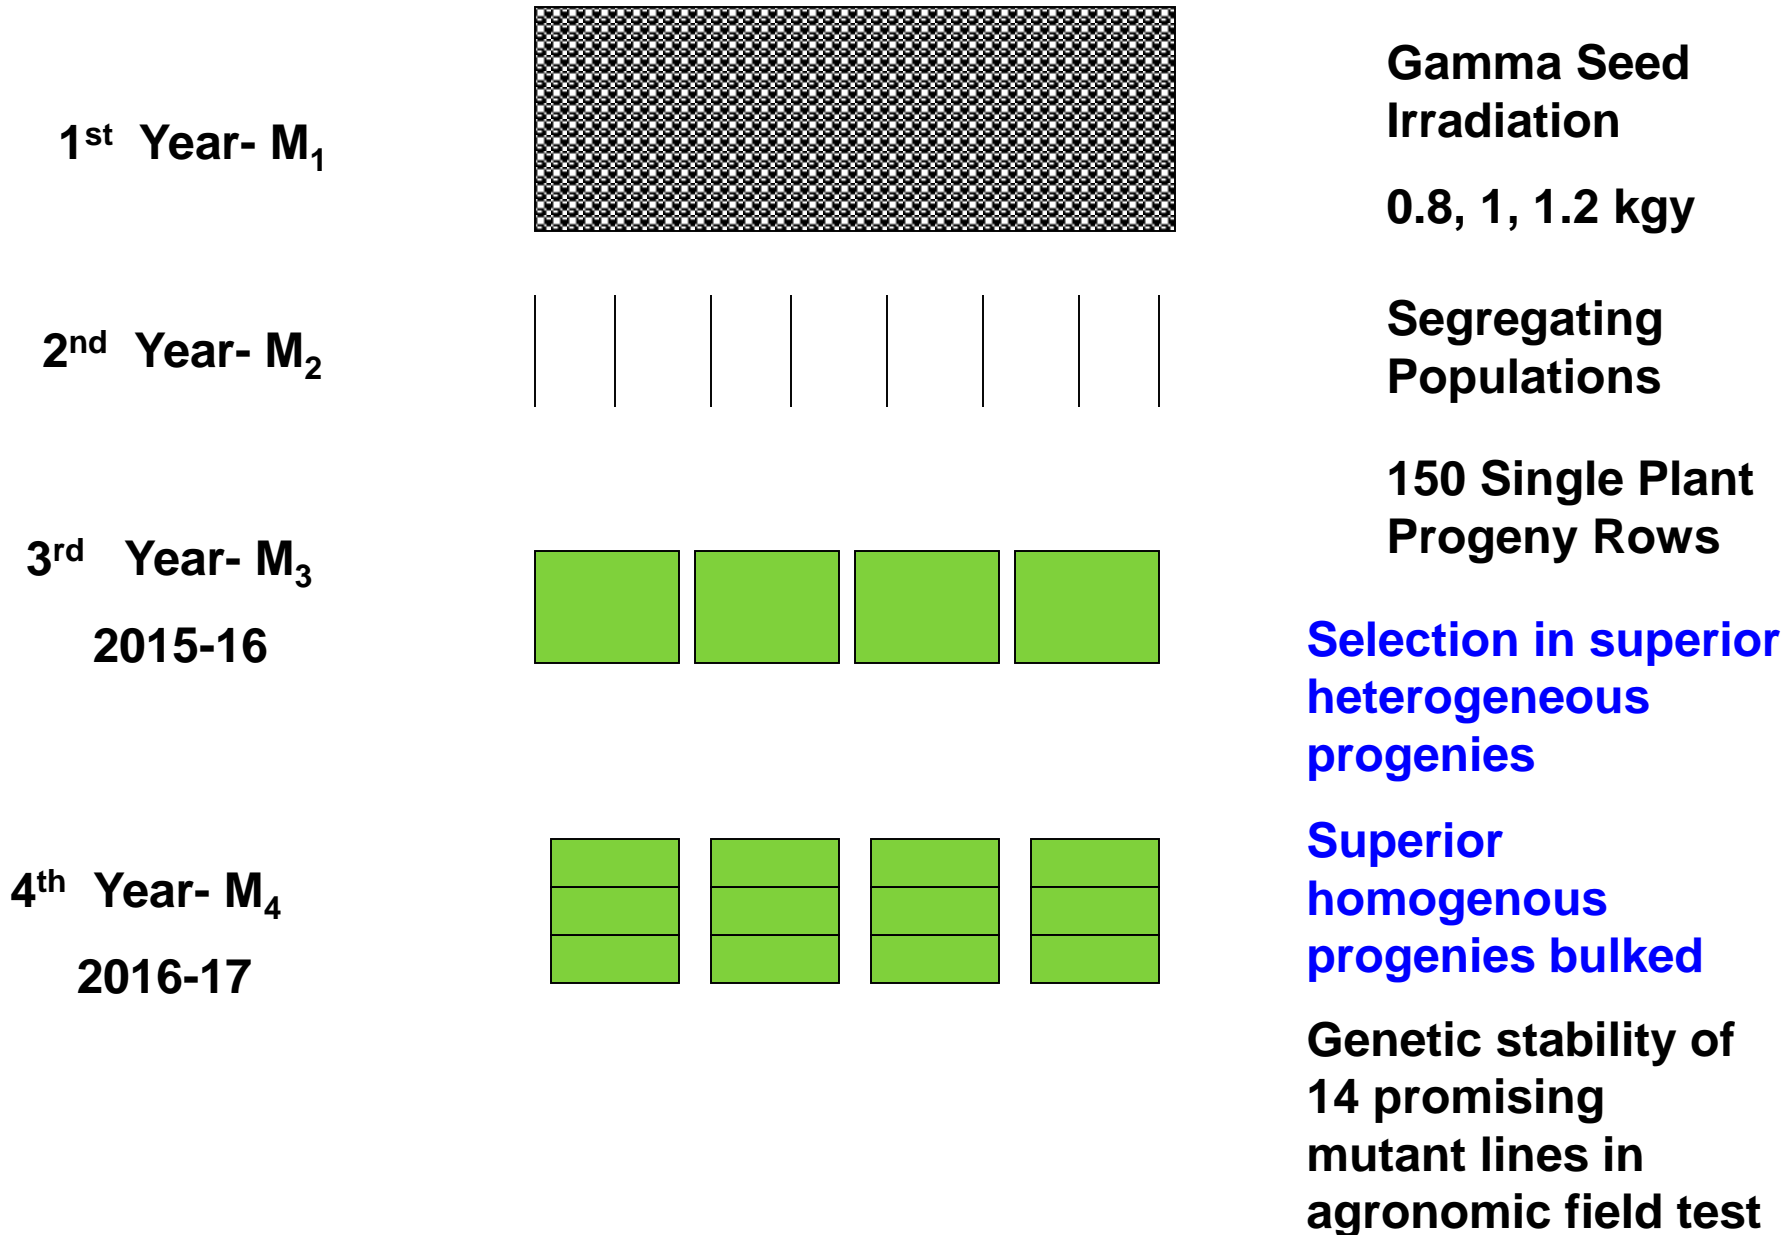 1st Year- M1
Gamma Seed
Irradiation
0.8, 1, 1.2 kgy
2nd Year- M2
Segregating
Populations
150 Single Plant
Progeny Rows
3rd Year- M3
2015-16
Selection in superior
heterogeneous
progenies
4th Year- M4
2016-17
Superior
homogenous
progenies bulked
Genetic stability of
14 promising
mutant lines in
agronomic field test